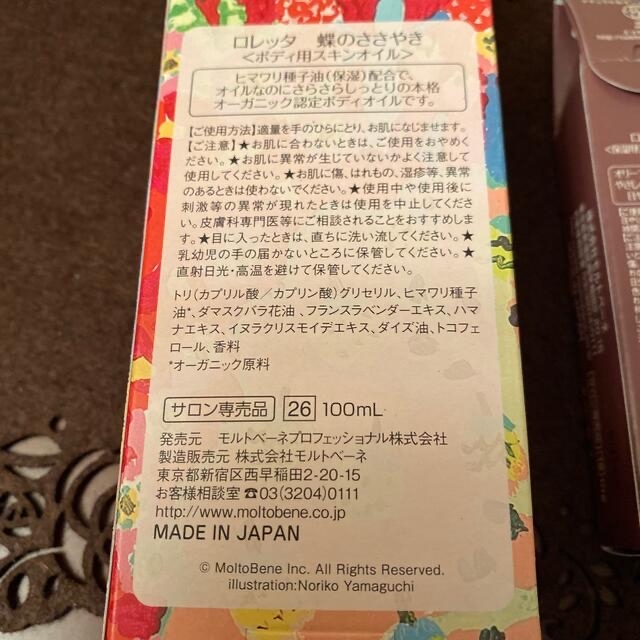 ロレッタ　蝶のささやき
＜ボディ用スキンオイル＞
ヒマワリ種子油（保湿）配合で、
オイルなのにさらさらしっとりの本格
オーガニック認定ボディオイルです。
【ご使用方法】適量を手のひらにとり、お肌になじませます。
【ご注意】★お肌に合わないときは、ご使用をおやめく
ださい。★お肌に異常が生じていないかよく注意して
使用してください。★お肌に傷、はれもの、湿疹等、異常
のあるときは使わないでください。★使用中や使用後に
刺激等の異常が現れたときは使用を中止してくださ
い。皮膚科専門医等にご相談されることをおすすめしま
す。★目に入ったときは、直ちに洗い流してください。★
乳幼児の手の届かないところに保管してください。★
直射日光・高温を避けて保管してください。
トリ（カプリル酸／カプリン酸）グリセリル、ヒマワリ種子
油*、ダマスクバラ花油、フランスラベンダーエキス、ハマ
ナエキス、イヌラクリスモイデエキス、ダイズ油、トコフェ
ロール、香料
*オーガニック原料
サロン専売品 26 100mL
発売元　モルトベーネプロフェッショナル株式会社
製造販売元 株式会社モルトベーネ
東京都新宿区西早稲田2-20-15
お客様相談室☎03(3204)0111
http://www.moltobene.co.jp
MADE IN JAPAN
© MoltoBene Inc. All Rights Reserved.
illustration:Noriko Yamaguchi